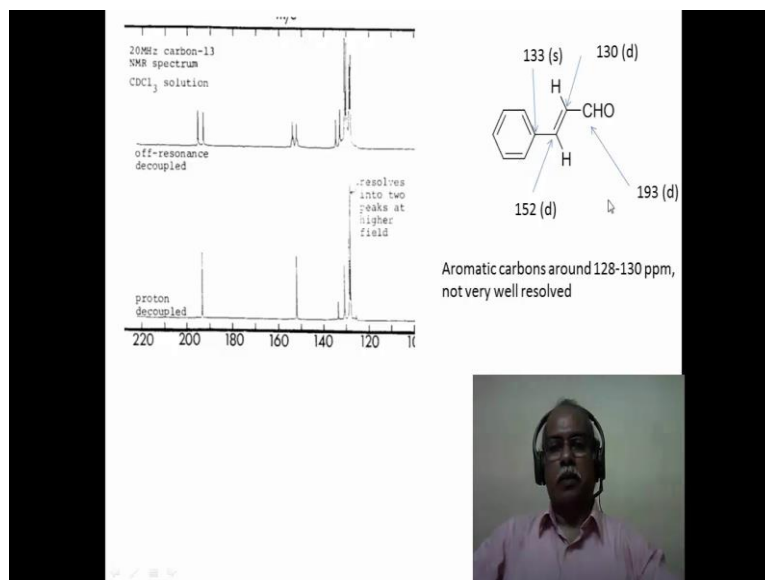 m/e
20MHz carbon-13
NMR spectrum
CDCl3 solution
off-resonance
decoupled
resolves
into two
peaks at
higher
field
proton
decoupled
220 200 180 160 140 120 10
133 (s) 130 (d)
H
CHO
H
193 (d)
152 (d)
Aromatic carbons around 128-130 ppm,
not very well resolved